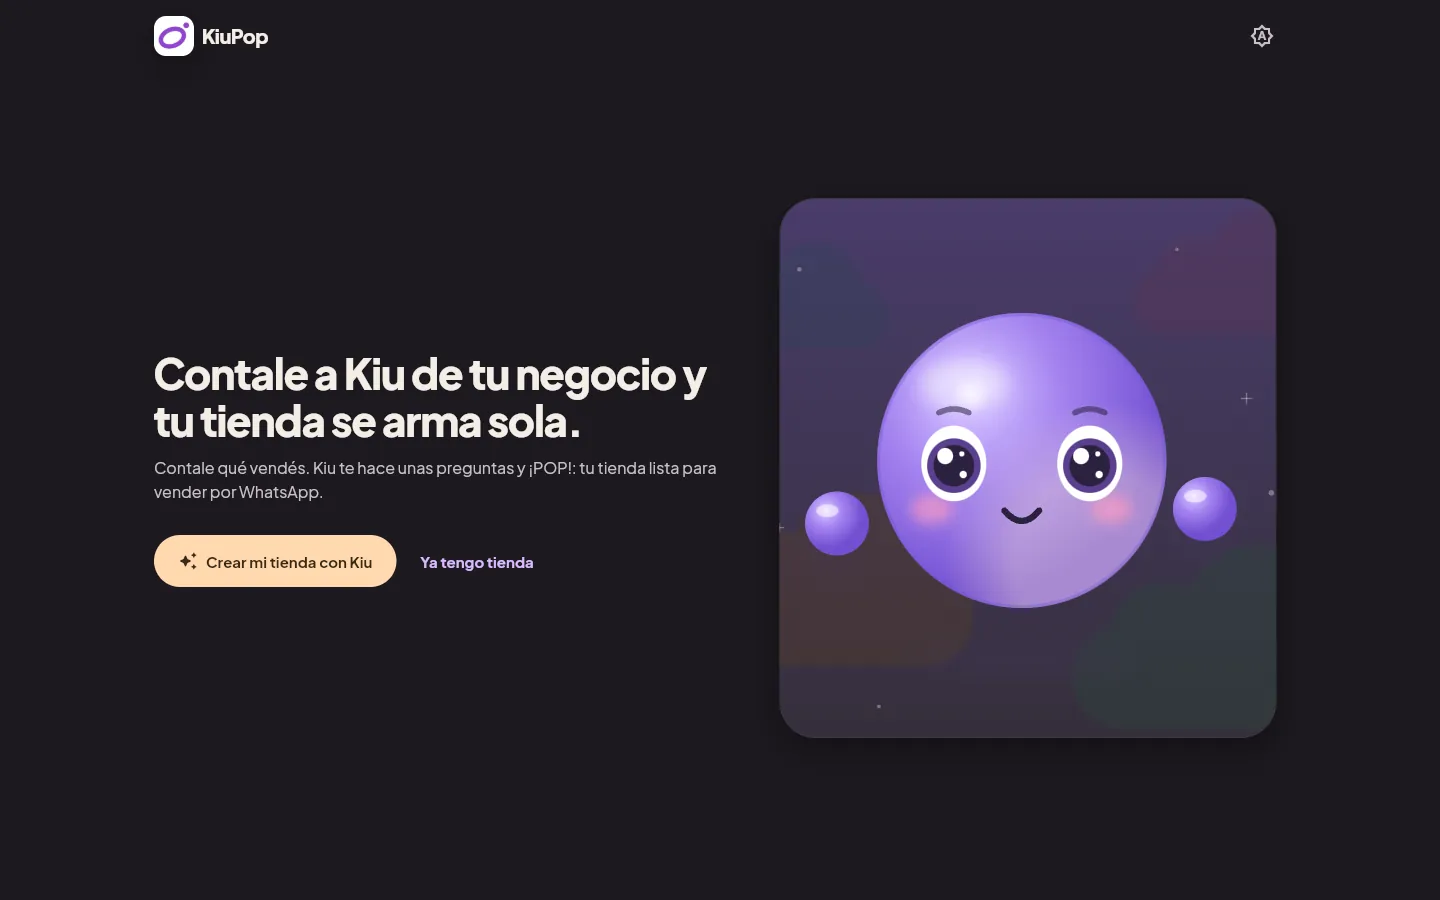 KiuPop
A
Contale a Kiu de tu negocio y
tu tienda se arma sola.
Contale qué vendés. Kiu te hace unas preguntas y ¡POP!: tu tienda lista para
vender por WhatsApp.
Crear mi tienda con Kiu
Ya tengo tienda